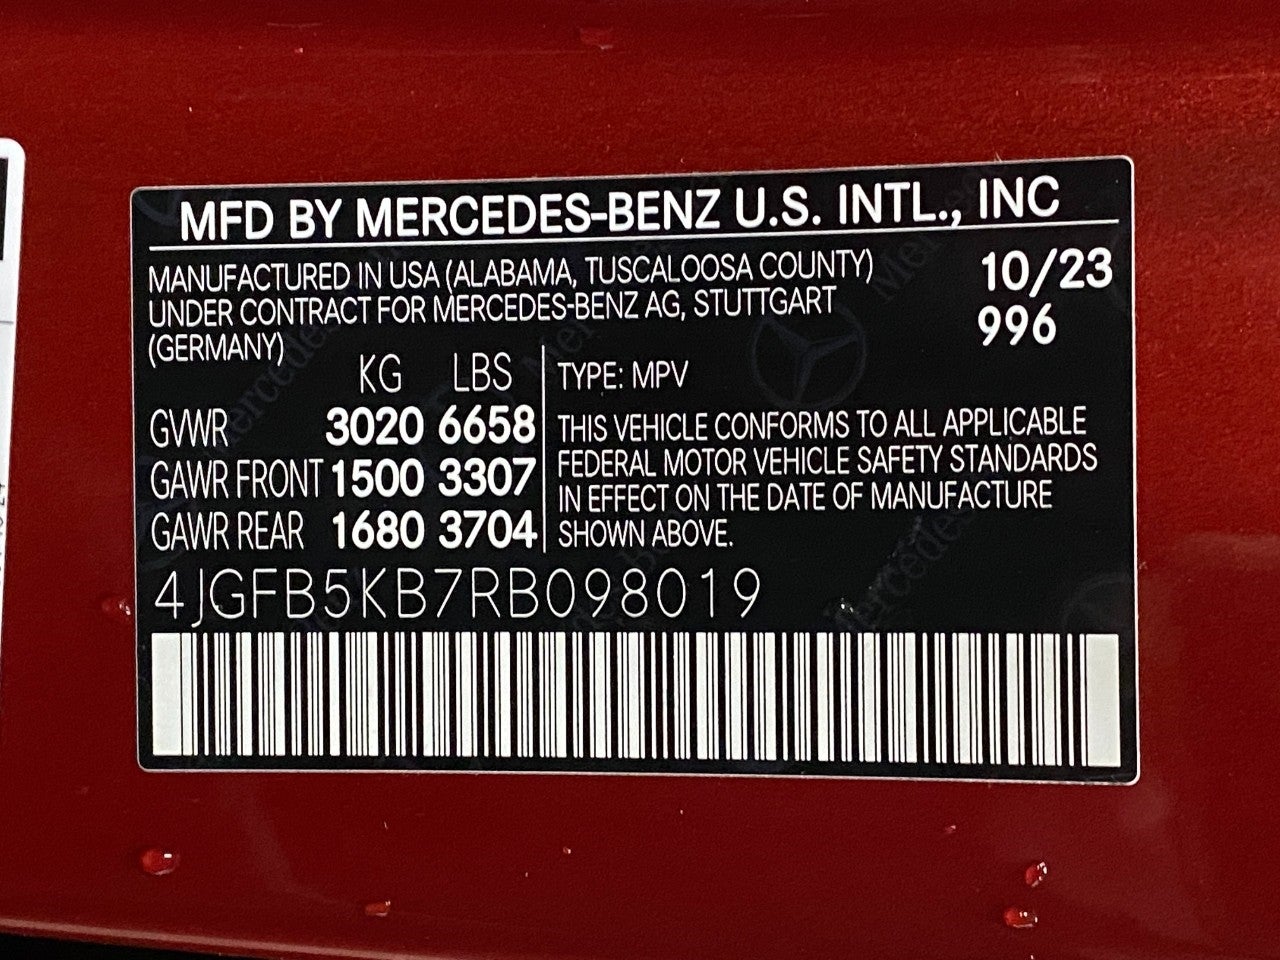 MFD BY MERCEDES-BENZ U.S. INTL., INC
MANUFACTURED IN USA (ALABAMA, TUSCALOOSA COUNTY)
UNDER CONTRACT FOR MERCEDES-BENZ AG, STUTTGART
(GERMANY)
10/23
996
KG LBS
GVWR 3020 6658
GAWR FRONT 1500 3307
GAWR REAR 1680 3704
TYPE: MPV
THIS VEHICLE CONFORMS TO ALL APPLICABLE
FEDERAL MOTOR VEHICLE SAFETY STANDARDS
IN EFFECT ON THE DATE OF MANUFACTURE
SHOWN ABOVE.
4JGFB5KB7RB098019